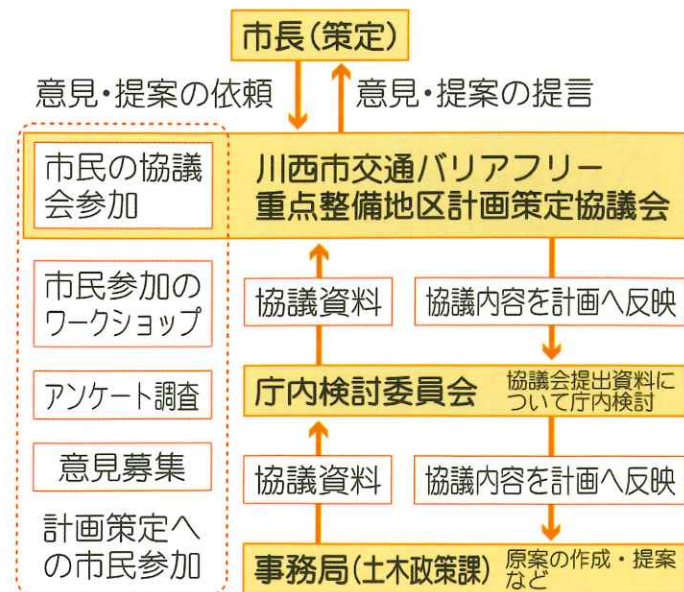 市長(策定)
意見・提案の依頼
意見・提案の提言
市民の協議
会参加
川西市交通バリアフリー
重点整備地区計画策定協議会
市民参加の
ワークショップ
協議資料
協議内容を計画へ反映
アンケート調査
庁内検討委員会
協議会提出資料に
ついて庁内検討
意見募集
協議資料
協議内容を計画へ反映
計画策定へ
の市民参加
事務局(土木政策課)
原案の作成・提案
など